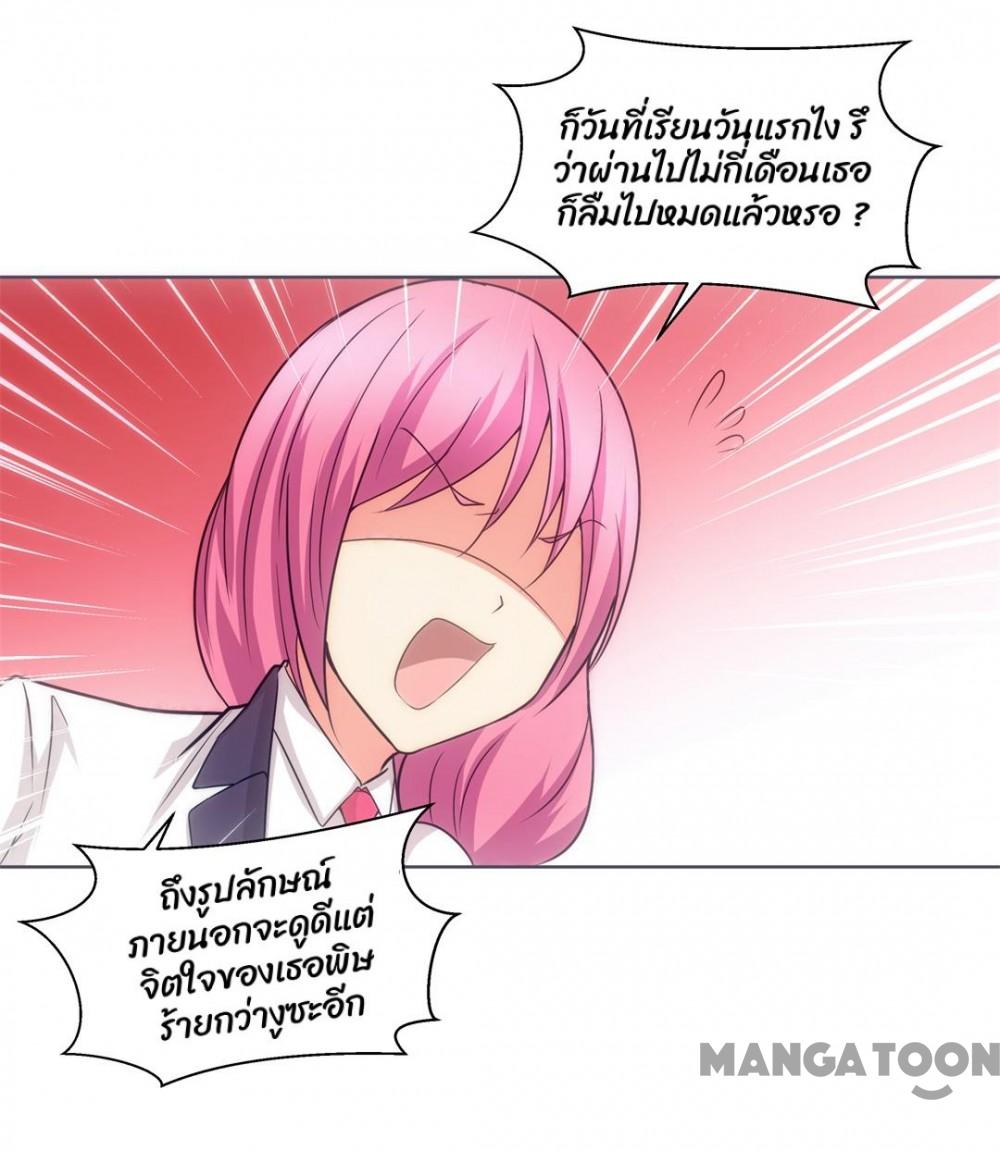 ก็วันที่เรียนวันแรกไง รึ
ว่าผ่านไปไม่กี่เดือนเธอ
ก็ลืมไปหมดแล้วหรอ ?
ถึงรูปลักษณ์
ภายนอกจะดูดีแต่
จิตใจของเธอพิษ
ร้ายกว่างูซะอีก
MANGATOON